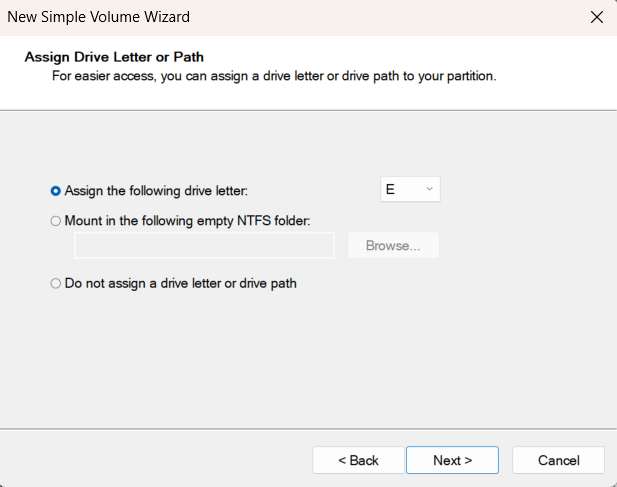 New Simple Volume Wizard
Assign Drive Letter or Path
For easier access, you can assign a drive letter or drive path to your partition.
Assign the following drive letter: E
Mount in the following empty NTFS folder:
Browse...
Do not assign a drive letter or drive path
< Back Next > Cancel